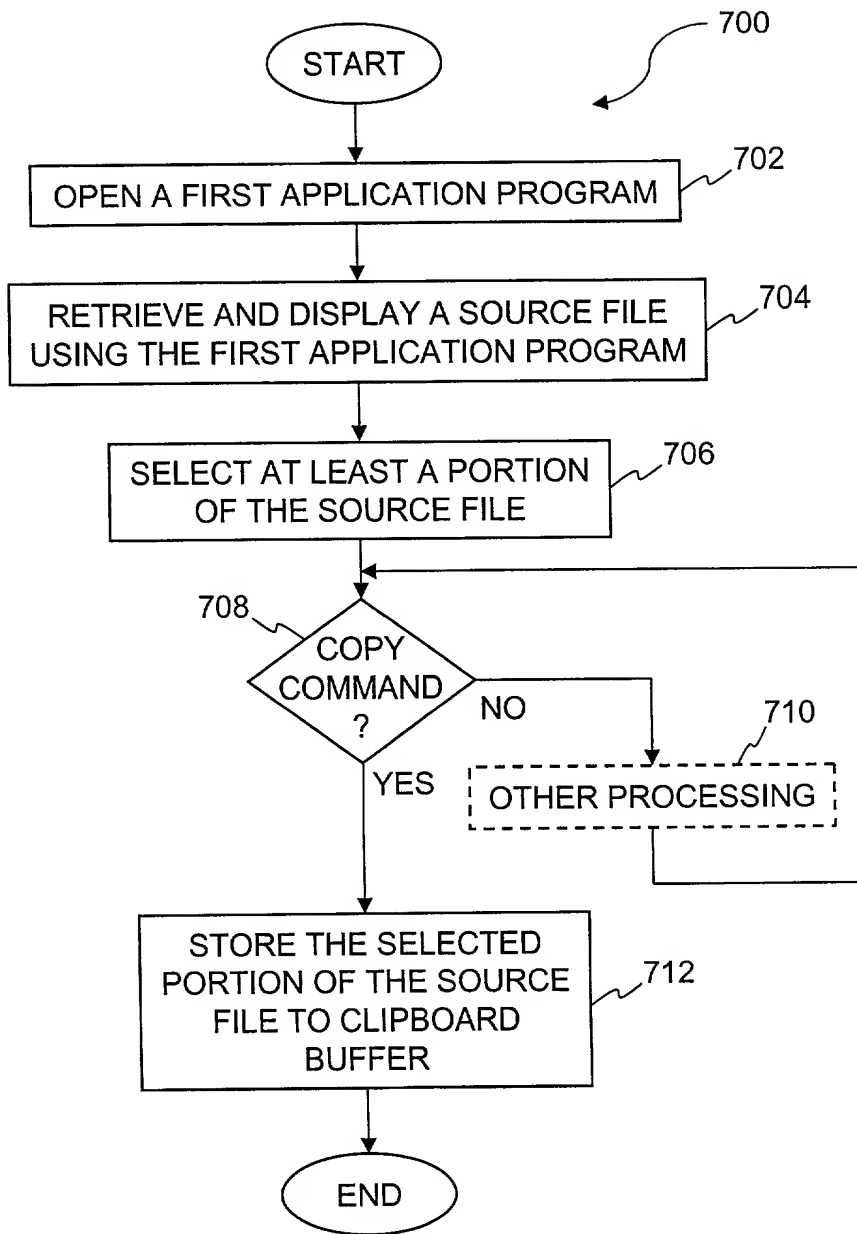 700
START
702
OPEN A FIRST APPLICATION PROGRAM
704
RETRIEVE AND DISPLAY A SOURCE FILE
USING THE FIRST APPLICATION PROGRAM
706
SELECT AT LEAST A PORTION
OF THE SOURCE FILE
708
COPY
COMMAND
?
NO
YES
710
OTHER PROCESSING
STORE THE SELECTED
PORTION OF THE SOURCE
FILE TO CLIPBOARD
BUFFER
712
END